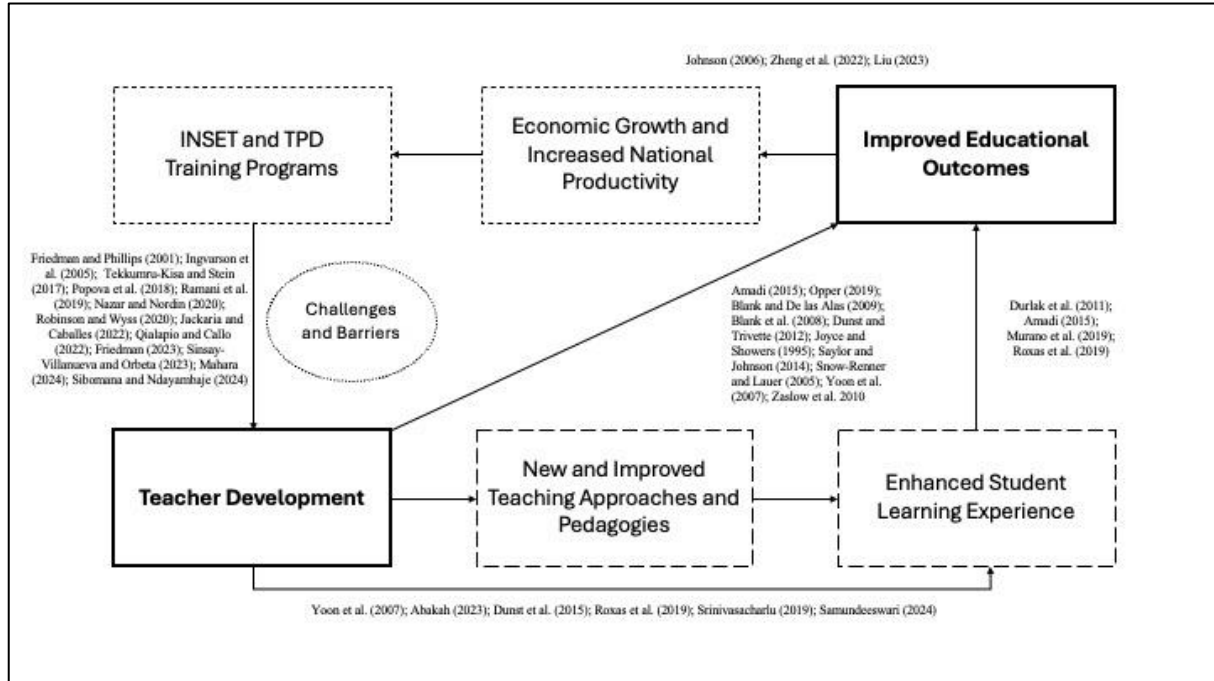 Johnson (2006); Zheng et al. (2022); Liu (2023)
INSET and TPD
Training Programs
Economic Growth and
Increased National
Productivity
Improved Educational
Outcomes
Friedman and Phillips (2001); Ingvarson
et al. (2005); Tekkumru-Kisa and Stein
(2017); Popova et al. (2018); Ramani et al.
(2019); Nazar and Nordin (2020);
Robinson and Wyss (2020); Jackaria and
Caballes (2022); Qialapio and Callo
(2022); Friedman (2023); Sinsay-
Villanueva and Orbeta (2023); Mahara
(2024); Sibomana and Ndayambaje (2024)
Challenges
and Barriers
Amadi (2015); Opper (2019);
Blank and De las Alas (2009);
Blank et al. (2008); Dunst and
Trivette (2012); Joyce and
Showers (1995); Saylor and
Johnson (2014); Snow-Renner
and Lauer (2005); Yoon et al.
(2007); Zaslow et al. 2010
Durlak et al. (2011);
Amadi (2015);
Murano et al. (2019);
Roxas et al. (2019)
Teacher Development
New and Improved
Teaching Approaches and
Pedagogies
Enhanced Student
Learning Experience
Yoon et al. (2007); Abakah (2023); Dunst et al. (2015); Roxas et al. (2019); Srinivasacharlu (2019); Samundeeswari (2024)